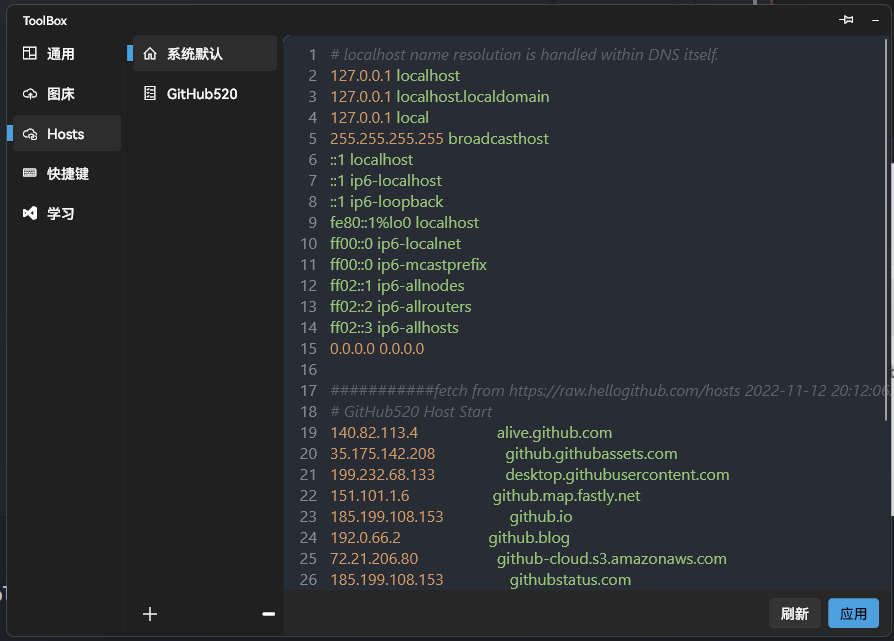 ToolBox
通用
图床
Hosts
快捷键
学习
系统默认
GitHub520
1 # localhost name resolution is handled within DNS itself.
2 127.0.0.1 localhost
3 127.0.0.1 localhost.localdomain
4 127.0.0.1 local
5 255.255.255.255 broadcasthost
6 ::1 localhost
7 ::1 ip6-localhost
8 ::1 ip6-loopback
9 fe80::1%lo0 localhost
10 ff00::0 ip6-localnet
11 ff00::0 ip6-mcastprefix
12 ff02::1 ip6-allnodes
13 ff02::2 ip6-allrouters
14 ff02::3 ip6-allhosts
15 0.0.0.0 0.0.0.0
16
17 ###########fetch from https://raw.hellogithub.com/hosts 2022-11-12 20:12:06
18 # GitHub520 Host Start
19 140.82.113.4 alive.github.com
20 35.175.142.208 github.githubassets.com
21 199.232.68.133 desktop.githubusercontent.com
22 151.101.1.6 github.map.fastly.net
23 185.199.108.153 github.io
24 192.0.66.2 github.blog
25 72.21.206.80 github-cloud.s3.amazonaws.com
26 185.199.108.153 githubstatus.com
刷新
应用